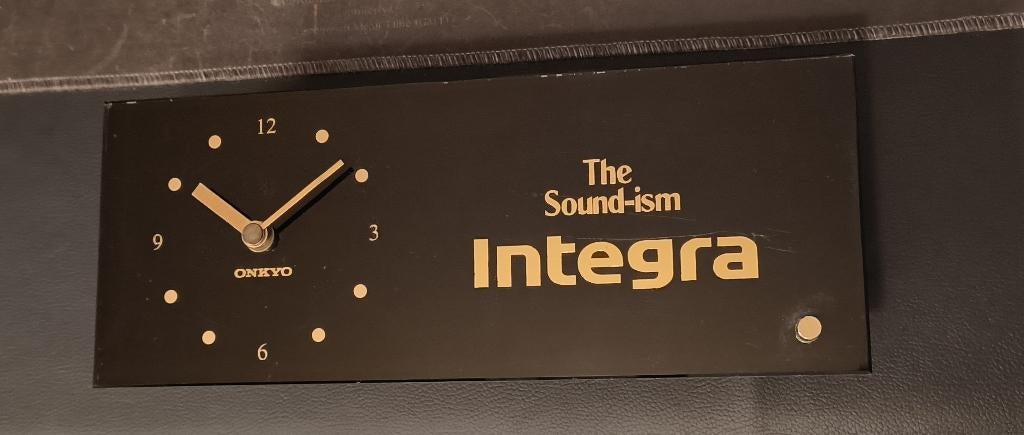 12
9
3
ONKYO
6
The
Sound-ism
Integra